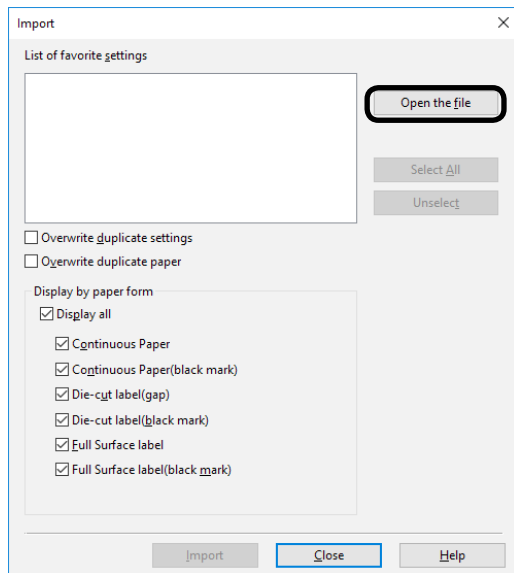 Import
List of favorite settings
Open the file
Select All
Unselect
Overwrite duplicate settings
Overwrite duplicate paper
Display by paper form
Display all
Continuous Paper
Continuous Paper(black mark)
Die-cut label(gap)
Die-cut label(black mark)
Full Surface label
Full Surface label(black mark)
Import Close Help